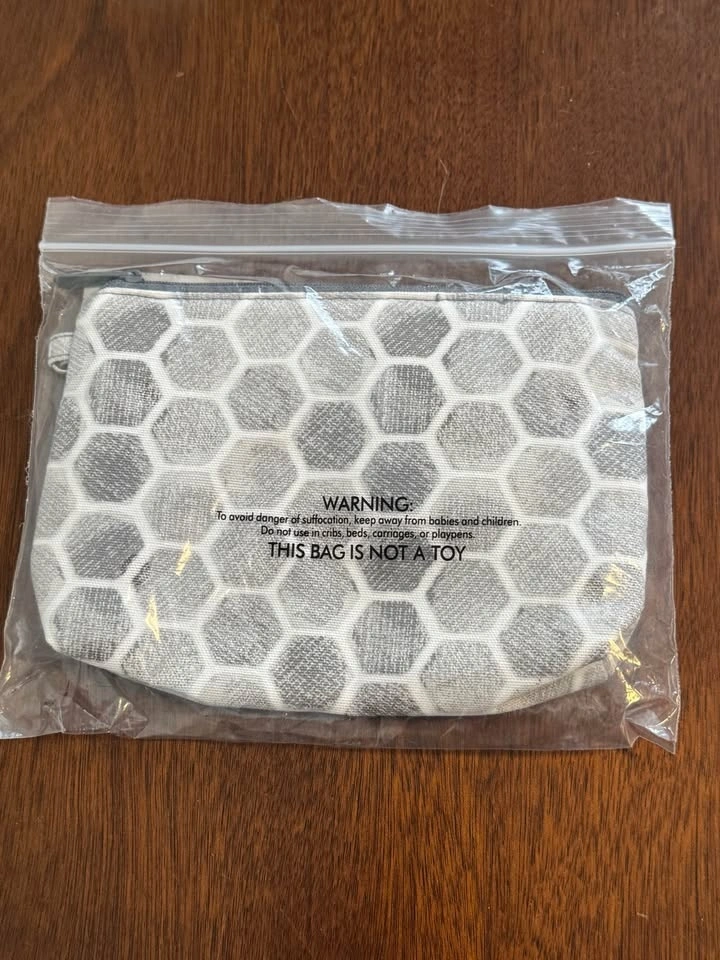 WARNING:
To avoid danger of suffocation, keep away from babies and children.
Do not use in cribs, beds, carriages, or playpens.
THIS BAG IS NOT A TOY